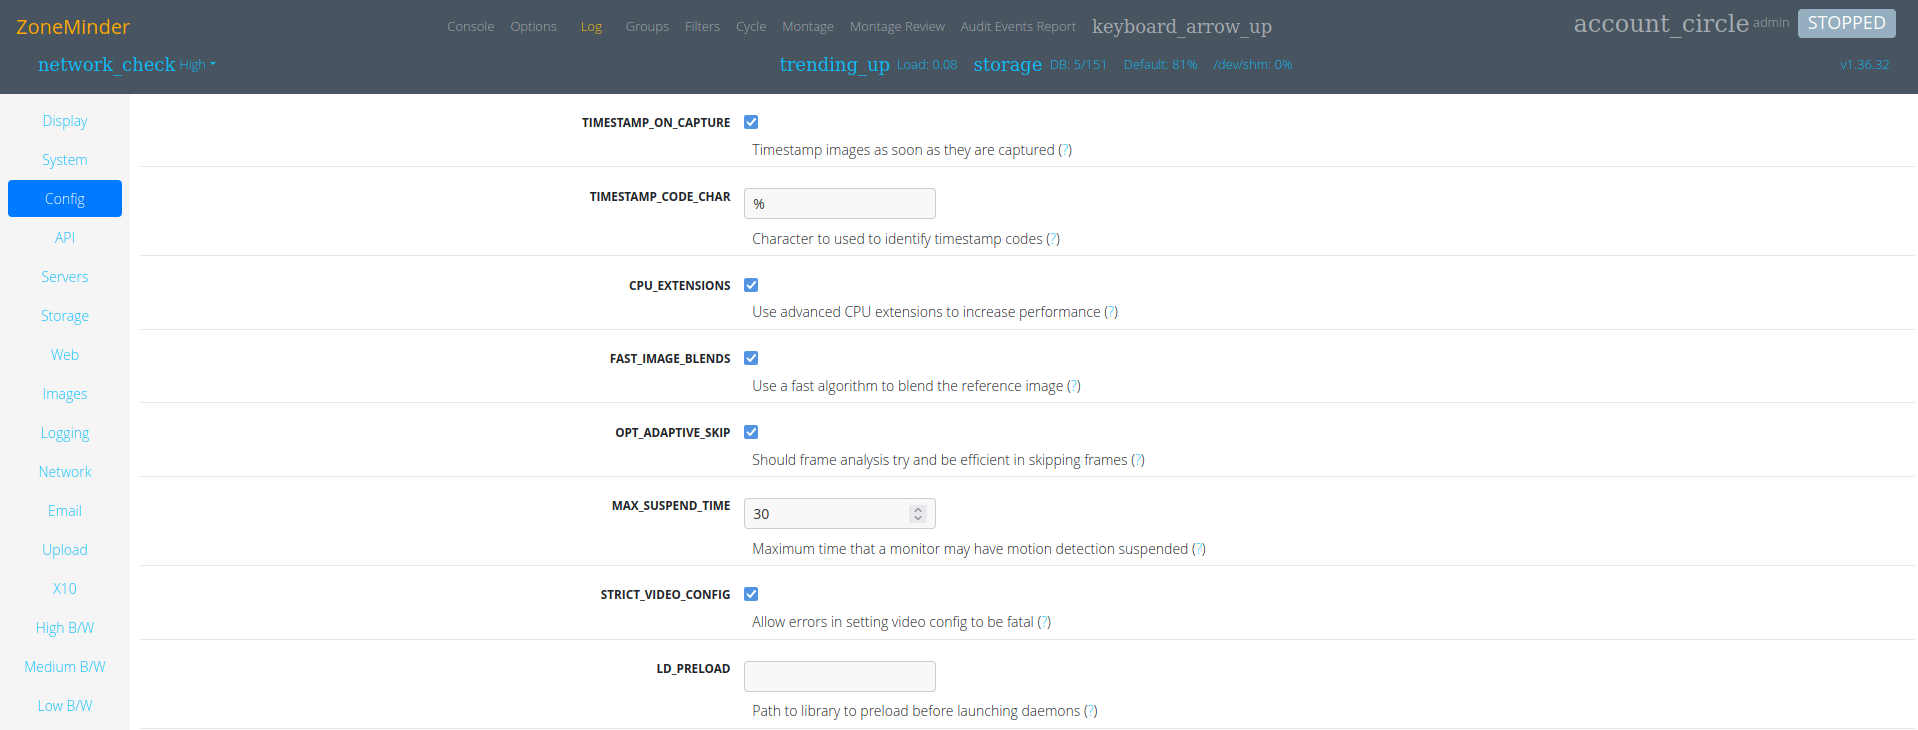 ZoneMinder Console Options Log Groups Filters Cycle Montage Montage Review Audit Events Report keyboard_arrow_up account_circle admin STOPPED
network_check High trending_up Load: 0.08 storage DB: 5/151 Default: 81% /dev/shm: 0% v1.36.32
Display
System
Config
API
Servers
Storage
Web
Images
Logging
Network
Email
Upload
X10
High B/W
Medium B/W
Low B/W
TIMESTAMP_ON_CAPTURE
Timestamp images as soon as they are captured (?)
TIMESTAMP_CODE_CHAR %
Character to used to identify timestamp codes (?)
CPU_EXTENSIONS
Use advanced CPU extensions to increase performance (?)
FAST_IMAGE_BLENDS
Use a fast algorithm to blend the reference image (?)
OPT_ADAPTIVE_SKIP
Should frame analysis try and be efficient in skipping frames (?)
MAX_SUSPEND_TIME 30
Maximum time that a monitor may have motion detection suspended (?)
STRICT_VIDEO_CONFIG
Allow errors in setting video config to be fatal (?)
LD_PRELOAD
Path to library to preload before launching daemons (?)